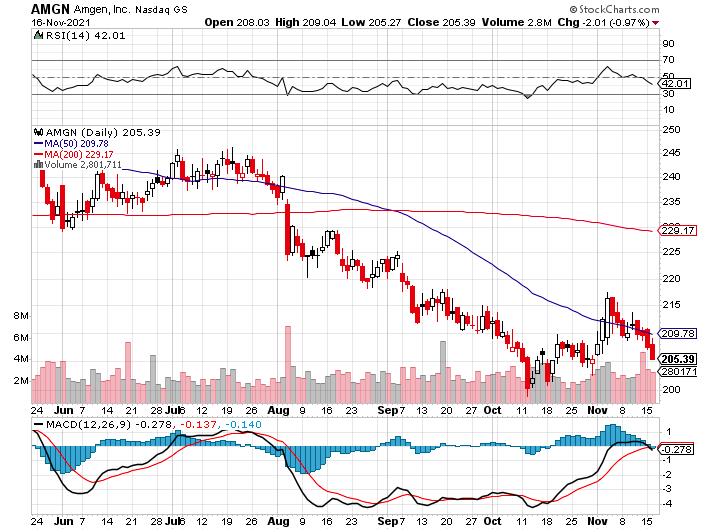 AMGN Amgen, Inc. Nasdaq GS © StockCharts.com
16-Nov-2021 Open 208.03 High 209.04 Low 205.27 Close 205.39 Volume 2.8M Chg -2.01 (-0.97%)
RSI(14) 42.01
90
70
50
42.01
30
10
AMGN (Daily) 205.39
MA(50) 209.78
MA(200) 229.17
Volume 2,801,711
250
245
240
235
229.17
225
220
215
209.78
205.39
2801711
200
8M
6M
4M
2M
24 Jun 7 14 21 28 Jul 6 12 19 26 Aug 9 16 23 Sep 7 13 20 27 Oct 11 18 25 Nov 8 15
MACD(12,26,9) -0.278, -0.137, -0.140
1
-0.278
-1
-2
-3
-4
24 Jun 7 14 21 28 Jul 6 12 19 26 Aug 9 16 23 Sep 7 13 20 27 Oct 11 18 25 Nov 8 15